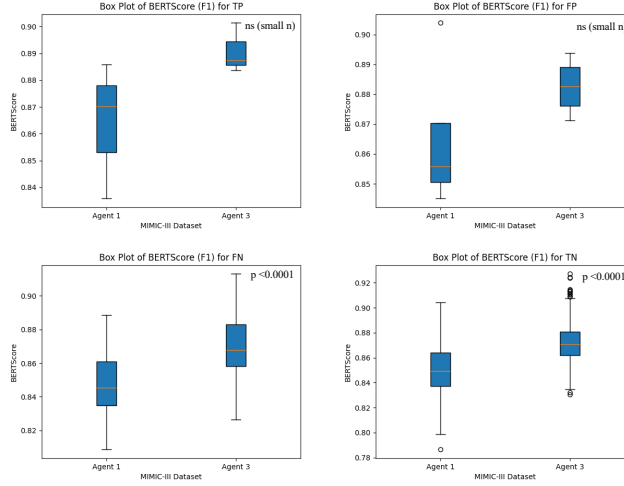 Box Plot of BERTScore (F1) for TP
ns (small n)
0.90
0.89
0.88
0.87
0.86
0.85
0.84
BERTScore
Agent 1 Agent 3
MIMIC-III Dataset
Box Plot of BERTScore (F1) for FP
ns (small n)
0.90
0.89
0.88
0.87
0.86
0.85
BERTScore
Agent 1 Agent 3
MIMIC-III Dataset
Box Plot of BERTScore (F1) for FN
p <0.0001
0.90
0.88
0.86
0.84
0.82
BERTScore
Agent 1 Agent 3
MIMIC-III Dataset
Box Plot of BERTScore (F1) for TN
p <0.0001
0.92
0.90
0.88
0.86
0.84
0.82
0.80
0.78
BERTScore
Agent 1 Agent 3
MIMIC-III Dataset